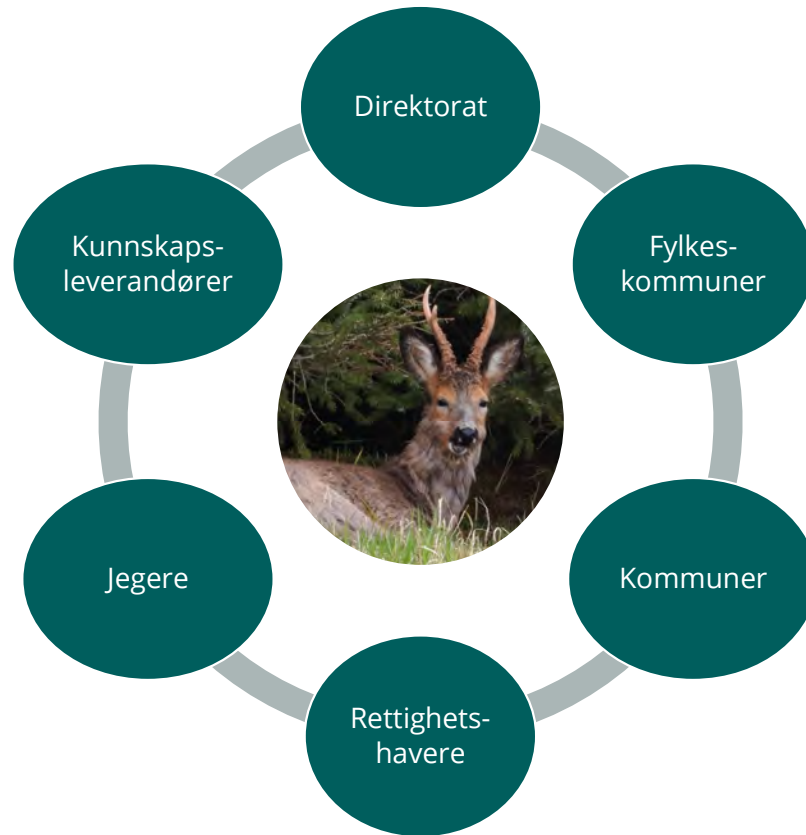 Direktorat
Fylkes-
kommuner
Kommuner
Rettighets-
havere
Jegere
Kunnskaps-
leverandører